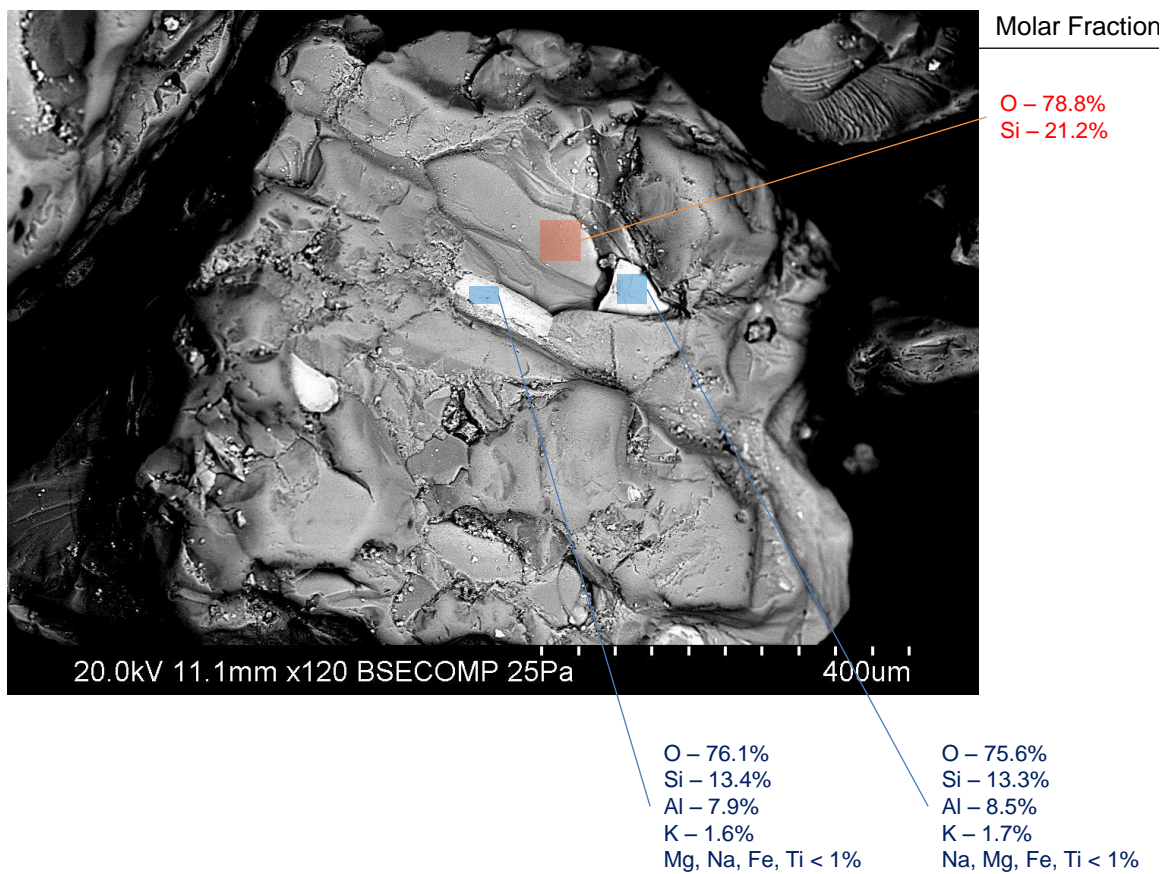 Molar Fraction
O – 78.8%
Si – 21.2%
20.0kV 11.1mm x120 BSECOMP 25Pa 400um
O – 76.1%
Si – 13.4%
Al – 7.9%
K – 1.6%
Mg, Na, Fe, Ti < 1%
O – 75.6%
Si – 13.3%
Al – 8.5%
K – 1.7%
Na, Mg, Fe, Ti < 1%